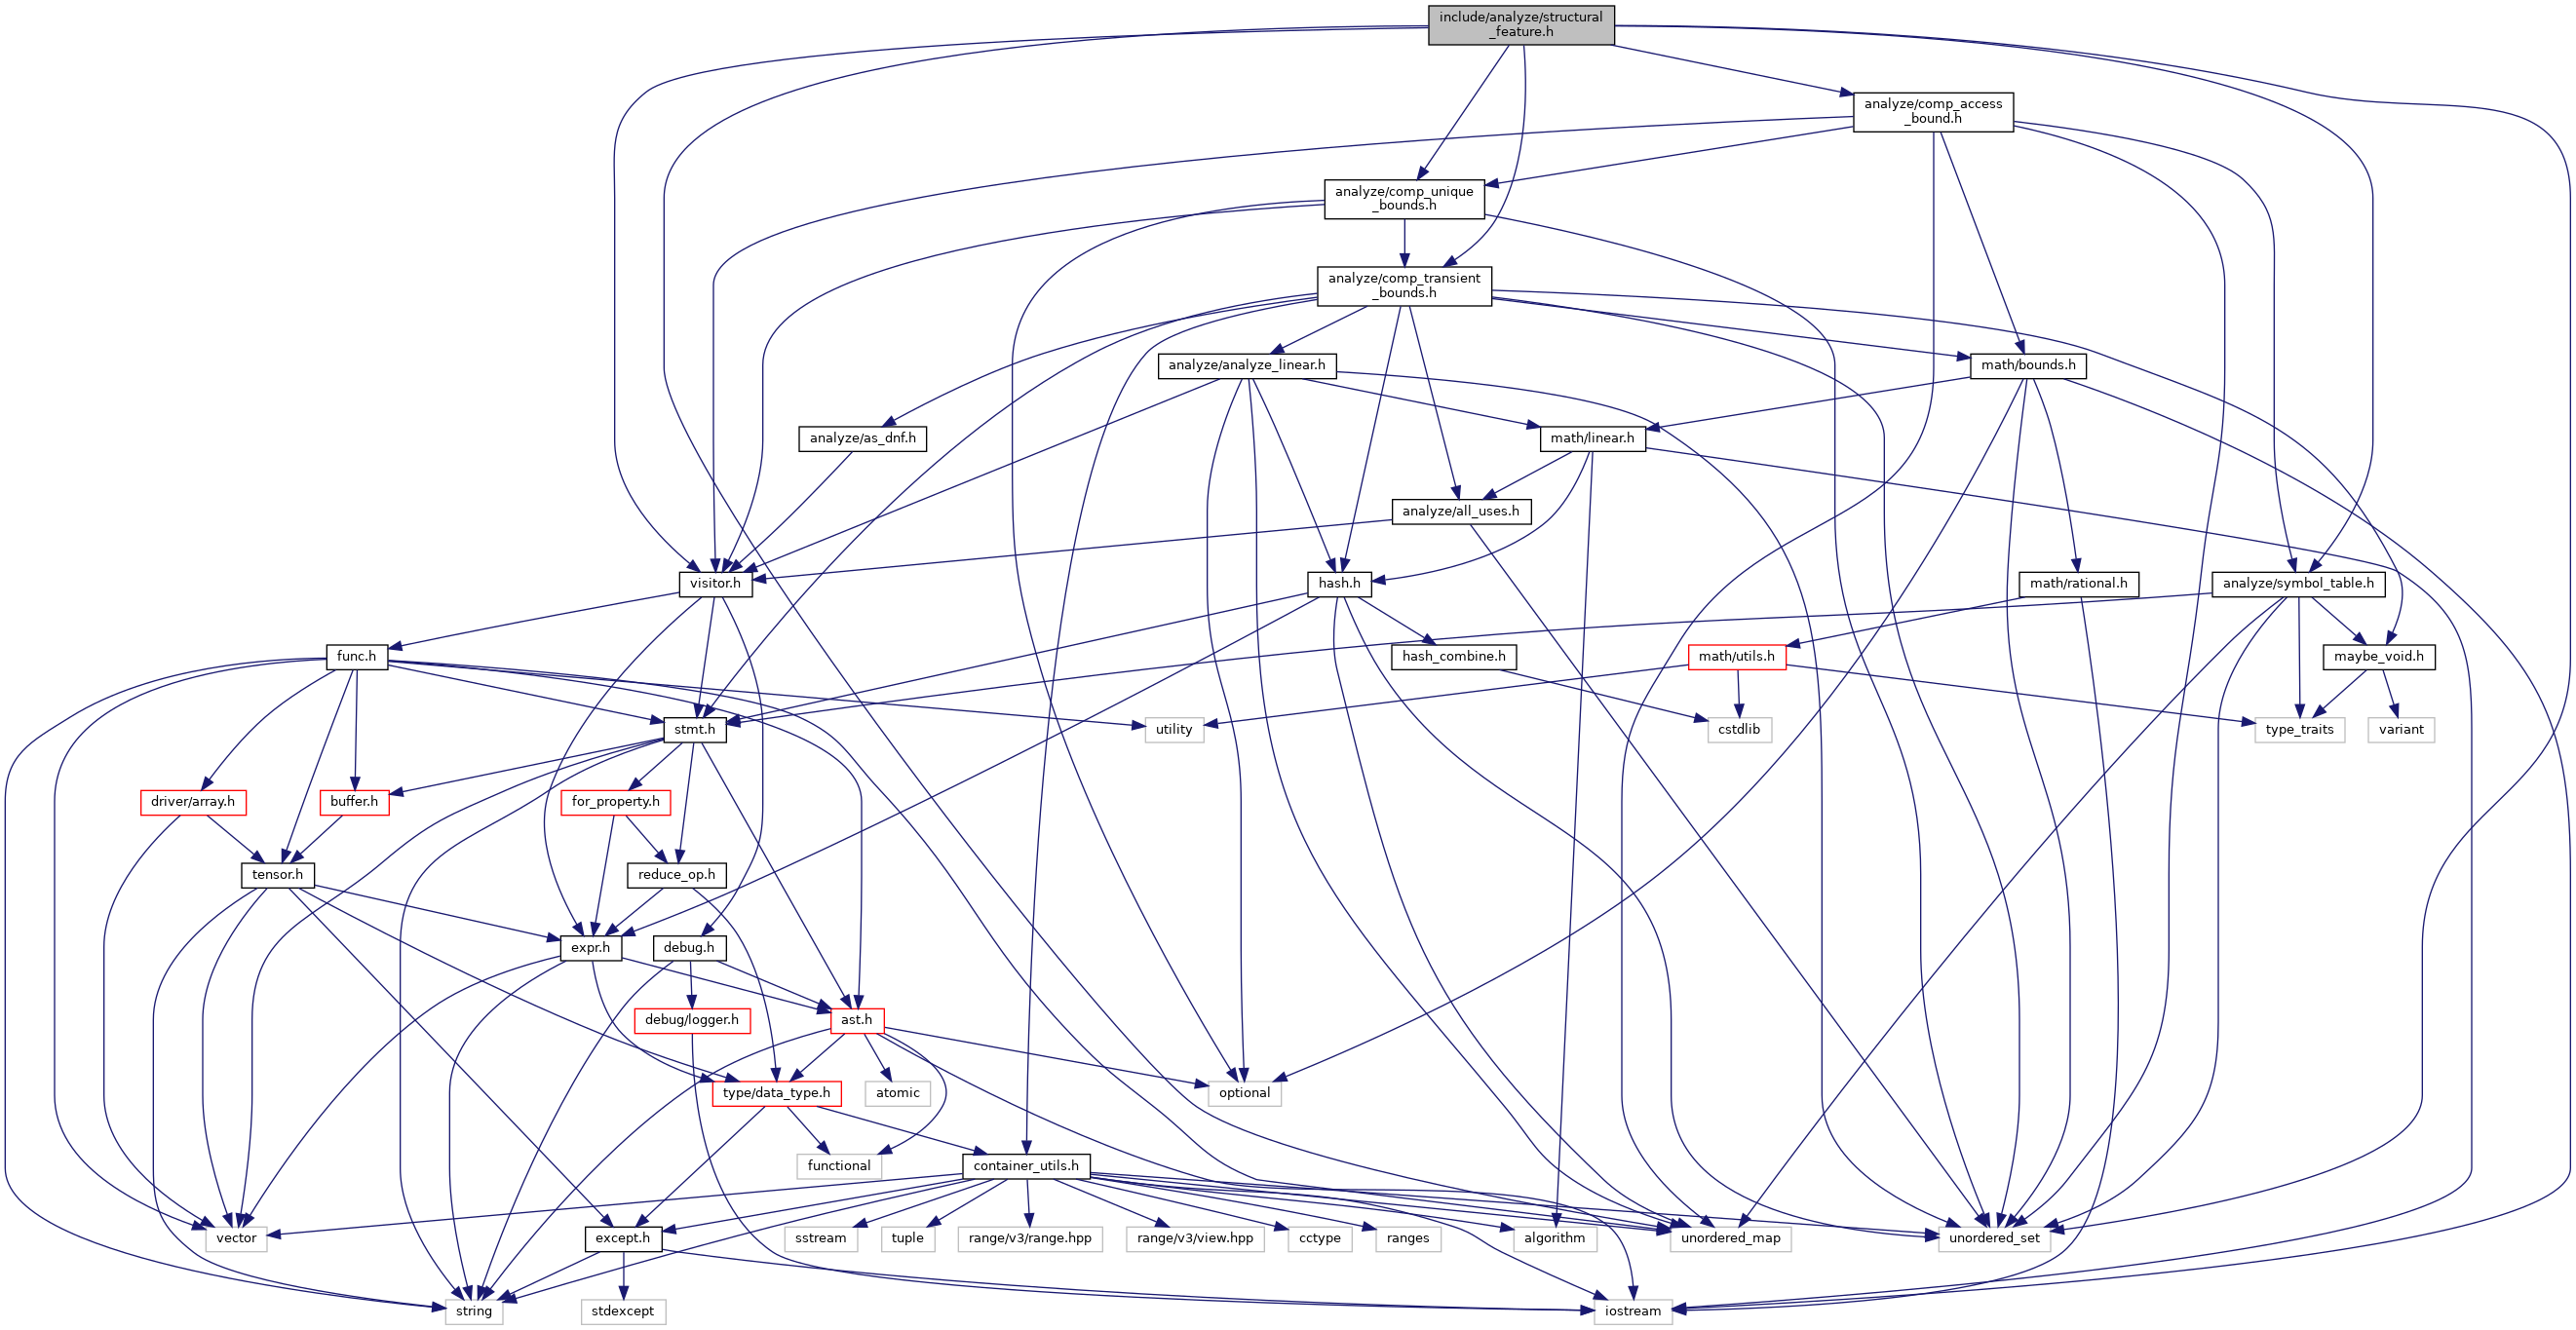 include/analyze/structural
_feature.h
analyze/comp_access
_bound.h
analyze/comp_unique
_bounds.h
analyze/comp_transient
_bounds.h
analyze/analyze_linear.h
math/bounds.h
analyze/as_dnf.h
math/linear.h
analyze/all_uses.h
visitor.h
hash.h
math/rational.h
analyze/symbol_table.h
func.h
hash_combine.h
math/utils.h
maybe_void.h
stmt.h
utility
cstdlib
type_traits
variant
driver/array.h
buffer.h
for_property.h
tensor.h
reduce_op.h
expr.h
debug.h
debug/logger.h
ast.h
type/data_type.h
atomic
optional
functional
container_utils.h
vector
except.h
sstream
tuple
range/v3/range.hpp
range/v3/view.hpp
cctype
ranges
algorithm
unordered_map
unordered_set
string
stdexcept
iostream